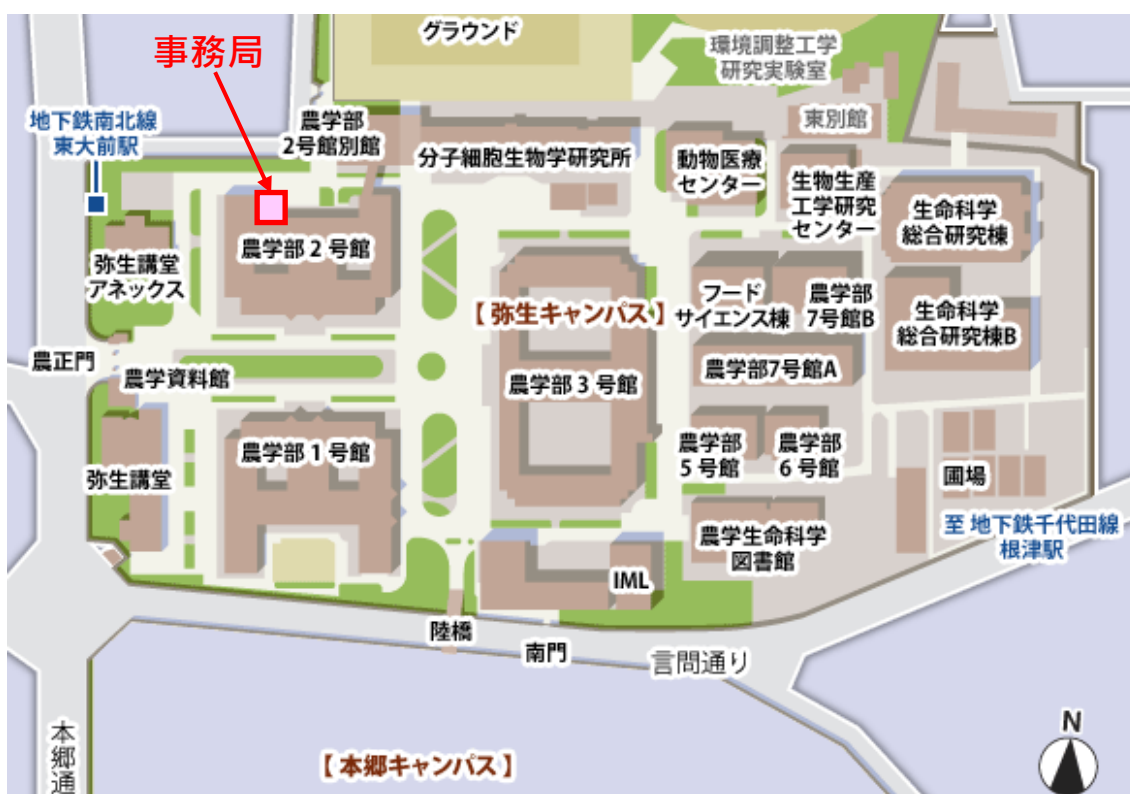 グラウンド
事務局
環境調整工学
研究実験室
地下鉄南北線
東大前駅
農学部
2号館別館
東別館
分子細胞生物学研究所
動物医療
センター
生物生産
工学研究
センター
生命科学
総合研究棟
農学部2号館
弥生講堂
アネックス
【弥生キャンパス】
フード
サイエンス棟
農学部
7号館B
生命科学
総合研究棟B
農正門
農学資料館
農学部3号館
農学部7号館A
農学部1号館
農学部
5号館
農学部
6号館
弥生講堂
圃場
農学生命科学
図書館
至 地下鉄千代田線
根津駅
IML
陸橋
南門
言問通り
本郷通
【本郷キャンパス】
N